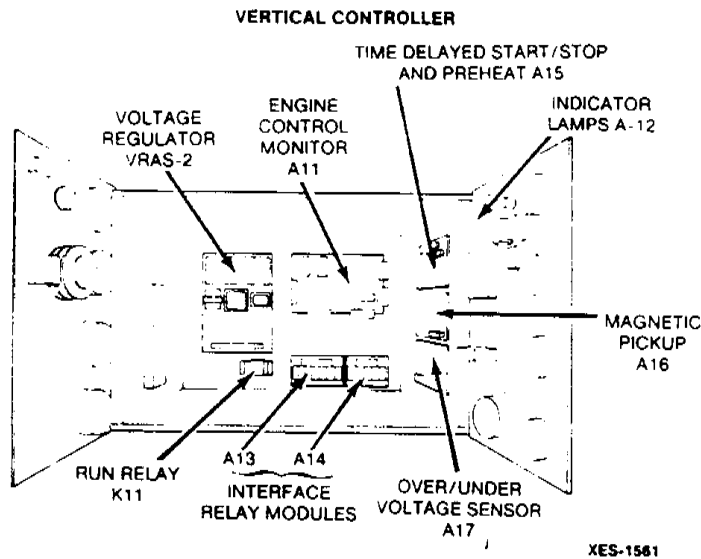 VERTICAL CONTROLLER
TIME DELAYED START/STOP
AND PREHEAT A15
VOLTAGE
REGULATOR
VRAS-2
ENGINE
CONTROL
MONITOR
A11
INDICATOR
LAMPS A-12
MAGNETIC
PICKUP
A16
RUN RELAY
K11
A13
A14
INTERFACE
RELAY MODULES
OVER/UNDER
VOLTAGE SENSOR
A17
XES-1561